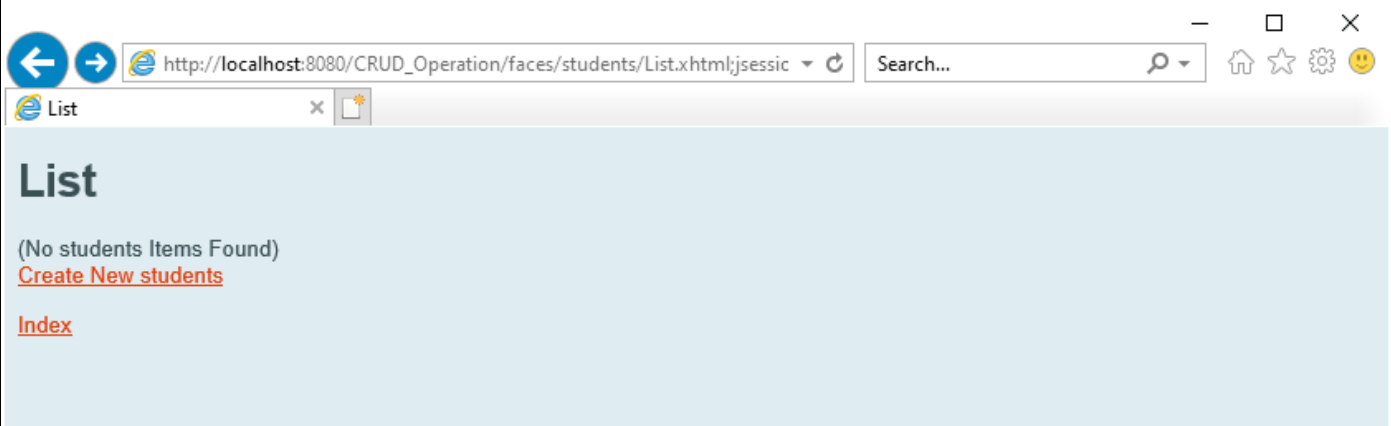 http://localhost:8080/CRUD_Operation/faces/students/List.xhtml;jsessic
Search...
List
List
(No students Items Found)
Create New students
Index